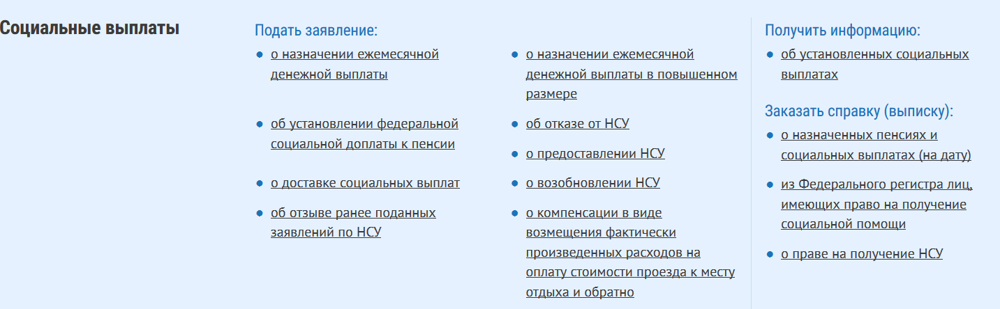 Социальные выплаты
Подать заявление:
о назначении ежемесячной
денежной выплаты
об установлении федеральной
социальной доплаты к пенсии
о доставке социальных выплат
об отзыве ранее поданных
заявлений по НСУ
о назначении ежемесячной
денежной выплаты в повышенном
размере
об отказе от НСУ
о предоставлении НСУ
о возобновлении НСУ
о компенсации в виде
возмещения фактически
произведенных расходов на
оплату стоимости проезда к месту
отдыха и обратно
Получить информацию:
об установленных социальных
выплатах
Заказать справку (выписку):
о назначенных пенсиях и
социальных выплатах (на дату)
из Федерального регистра лиц,
имеющих право на получение
социальной помощи
о праве на получение НСУ